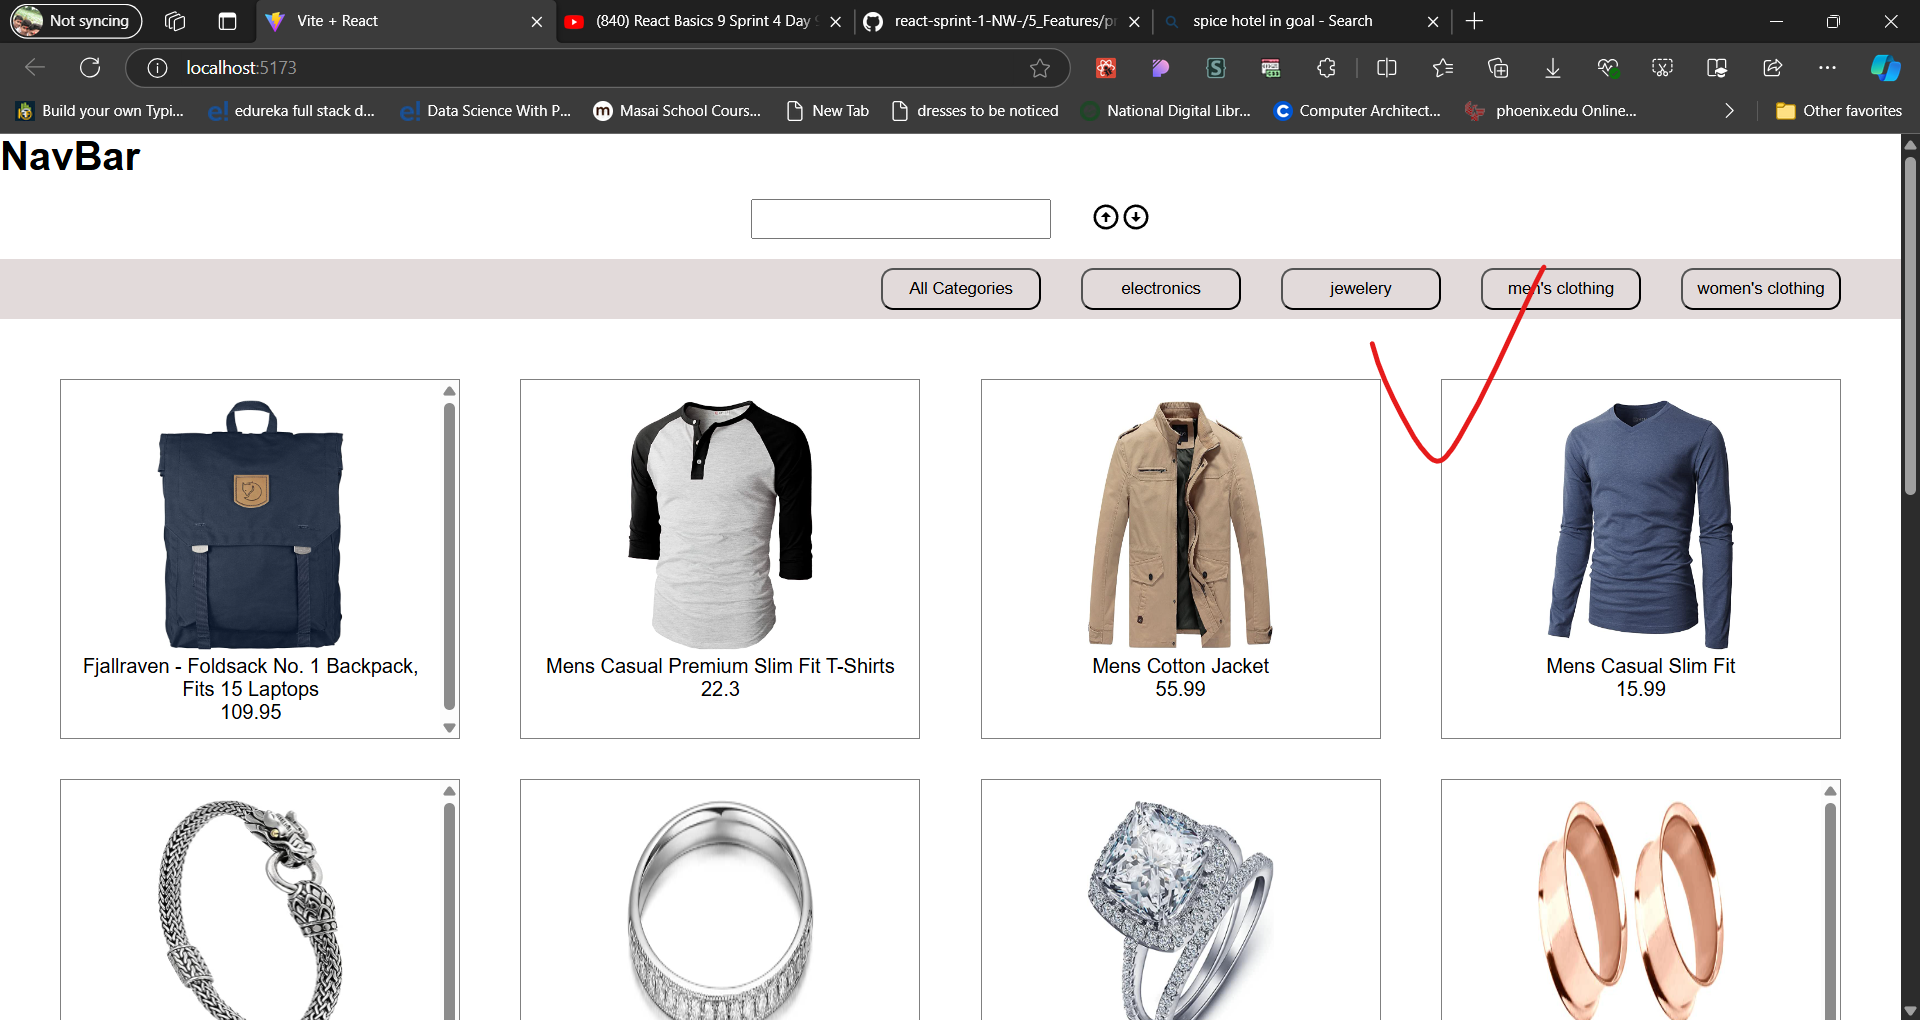 Not syncing
Vite + React
(840) React Basics 9 Sprint 4 Day
react-sprint-1-NW-/5_Features/pr
spice hotel in goal - Search
localhost:5173
Build your own Typi...
edureka full stack d...
Data Science With P...
Masai School Cours...
New Tab
dresses to be noticed
National Digital Libr...
Computer Architect...
phoenix.edu Online...
Other favorites
NavBar
All Categories
electronics
jewelery
men's clothing
women's clothing
Fjallraven - Foldsack No. 1 Backpack,
Fits 15 Laptops
109.95
Mens Casual Premium Slim Fit T-Shirts
22.3
Mens Cotton Jacket
55.99
Mens Casual Slim Fit
15.99